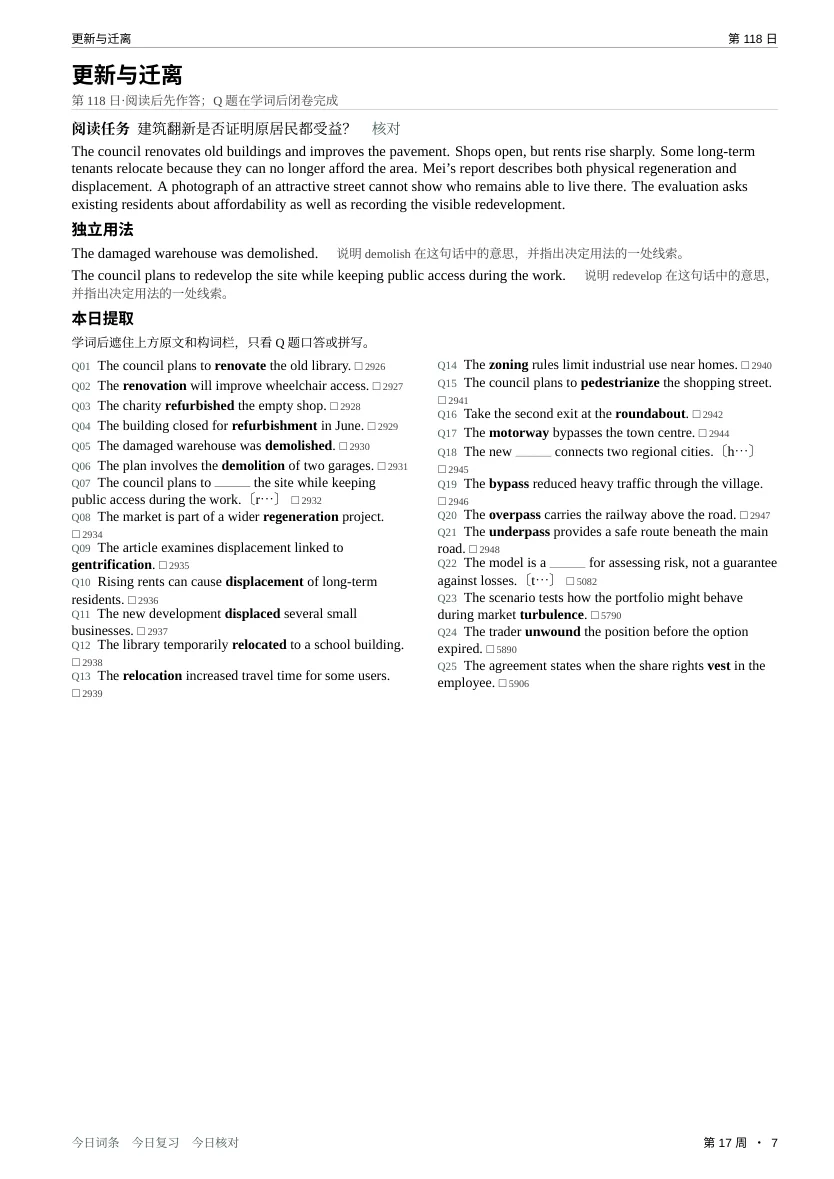 更新与迁离 第 118 日
更新与迁离
第 118 日·阅读后先作答；Q 题在学词后闭卷完成
阅读任务 建筑翻新是否证明原居民都受益？ 核对
The council renovates old buildings and improves the pavement. Shops open, but rents rise sharply. Some long-term
tenants relocate because they can no longer afford the area. Mei’s report describes both physical regeneration and
displacement. A photograph of an attractive street cannot show who remains able to live there. The evaluation asks
existing residents about affordability as well as recording the visible redevelopment.
独立用法
The damaged warehouse was demolished. 说明 demolish 在这句话中的意思，并指出决定用法的一处线索。
The council plans to redevelop the site while keeping public access during the work. 说明 redevelop 在这句话中的意思，
并指出决定用法的一处线索。
本日提取
学词后遮住上方原文和构词栏，只看 Q 题口答或拼写。
Q01 The council plans to renovate the old library. □ 2926
Q02 The renovation will improve wheelchair access. □ 2927
Q03 The charity refurbished the empty shop. □ 2928
Q04 The building closed for refurbishment in June. □ 2929
Q05 The damaged warehouse was demolished. □ 2930
Q06 The plan involves the demolition of two garages. □ 2931
Q07 The council plans to _____ the site while keeping
public access during the work.〔r⋯〕 □ 2932
Q08 The market is part of a wider regeneration project.
□ 2934
Q09 The article examines displacement linked to
gentrification. □ 2935
Q10 Rising rents can cause displacement of long-term
residents. □ 2936
Q11 The new development displaced several small
businesses. □ 2937
Q12 The library temporarily relocated to a school building.
□ 2938
Q13 The relocation increased travel time for some users.
□ 2939
Q14 The zoning rules limit industrial use near homes. □ 2940
Q15 The council plans to pedestrianize the shopping street.
□ 2941
Q16 Take the second exit at the roundabout. □ 2942
Q17 The motorway bypasses the town centre. □ 2944
Q18 The new _____ connects two regional cities.〔h⋯〕
□ 2945
Q19 The bypass reduced heavy traffic through the village.
□ 2946
Q20 The overpass carries the railway above the road. □ 2947
Q21 The underpass provides a safe route beneath the main
road. □ 2948
Q22 The model is a _____ for assessing risk, not a guarantee
against losses.〔t⋯〕 □ 5082
Q23 The scenario tests how the portfolio might behave
during market turbulence. □ 5790
Q24 The trader unwound the position before the option
expired. □ 5890
Q25 The agreement states when the share rights vest in the
employee. □ 5906
今日词条 今日复习 今日核对 第 17 周 · 7